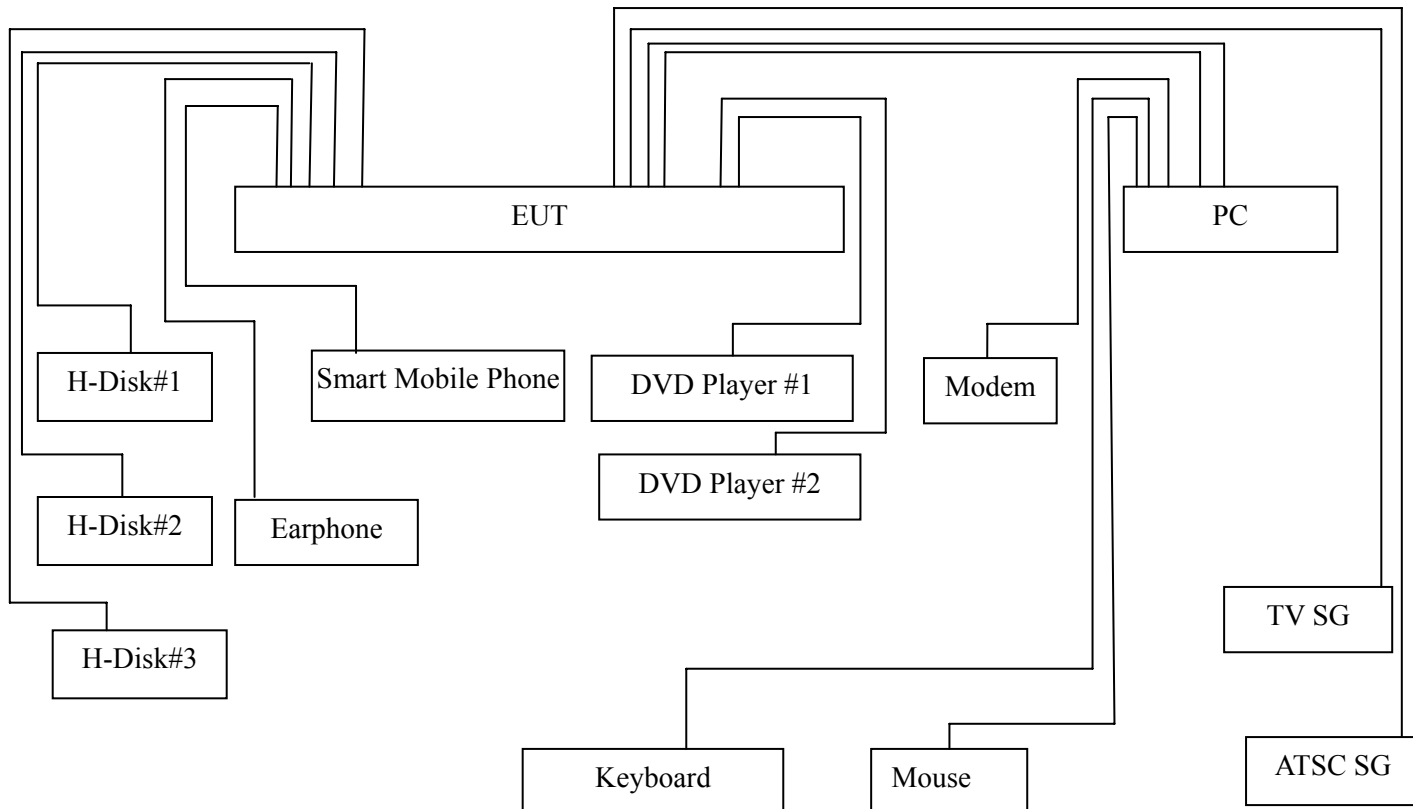 EUT
PC
H-Disk#1
Smart Mobile Phone
DVD Player #1
Modem
H-Disk#2
Earphone
DVD Player #2
TV SG
H-Disk#3
Keyboard
Mouse
ATSC SG